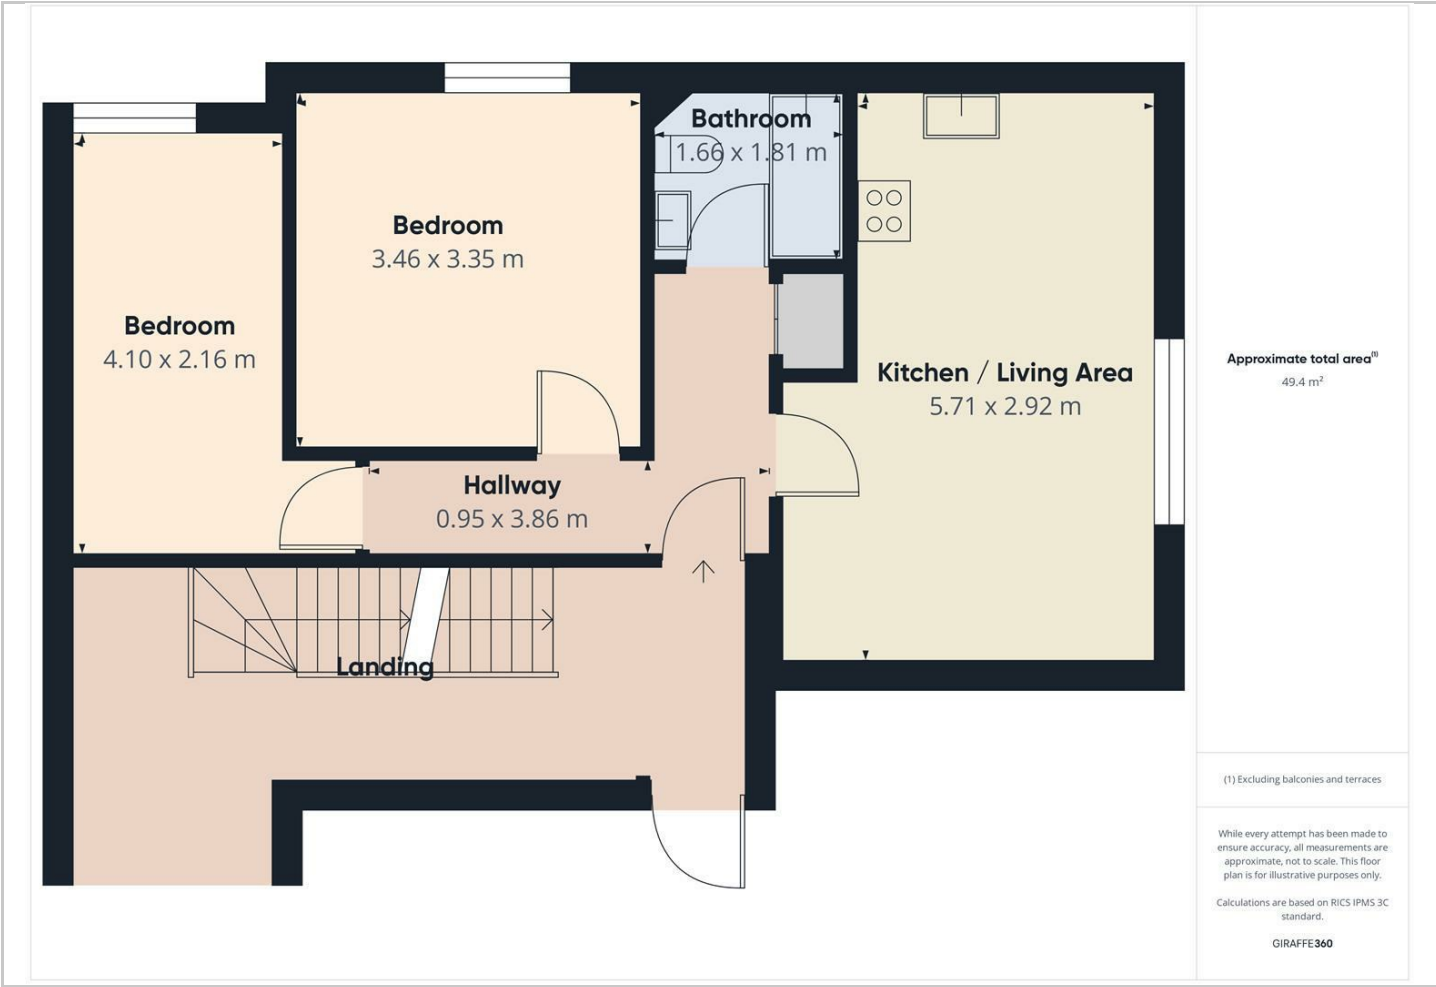 Bathroom
1.66 x 1.81 m
Bedroom
3.46 x 3.35 m
Bedroom
4.10 x 2.16 m
Kitchen / Living Area
5.71 x 2.92 m
Hallway
0.95 x 3.86 m
Landing
Approximate total area(1)
49.4 m²
(1) Excluding balconies and terraces
While every attempt has been made to
ensure accuracy, all measurements are
approximate, not to scale. This floor
plan is for illustrative purposes only.
Calculations are based on RICS IPMS 3C
standard.
GIRAFFE360